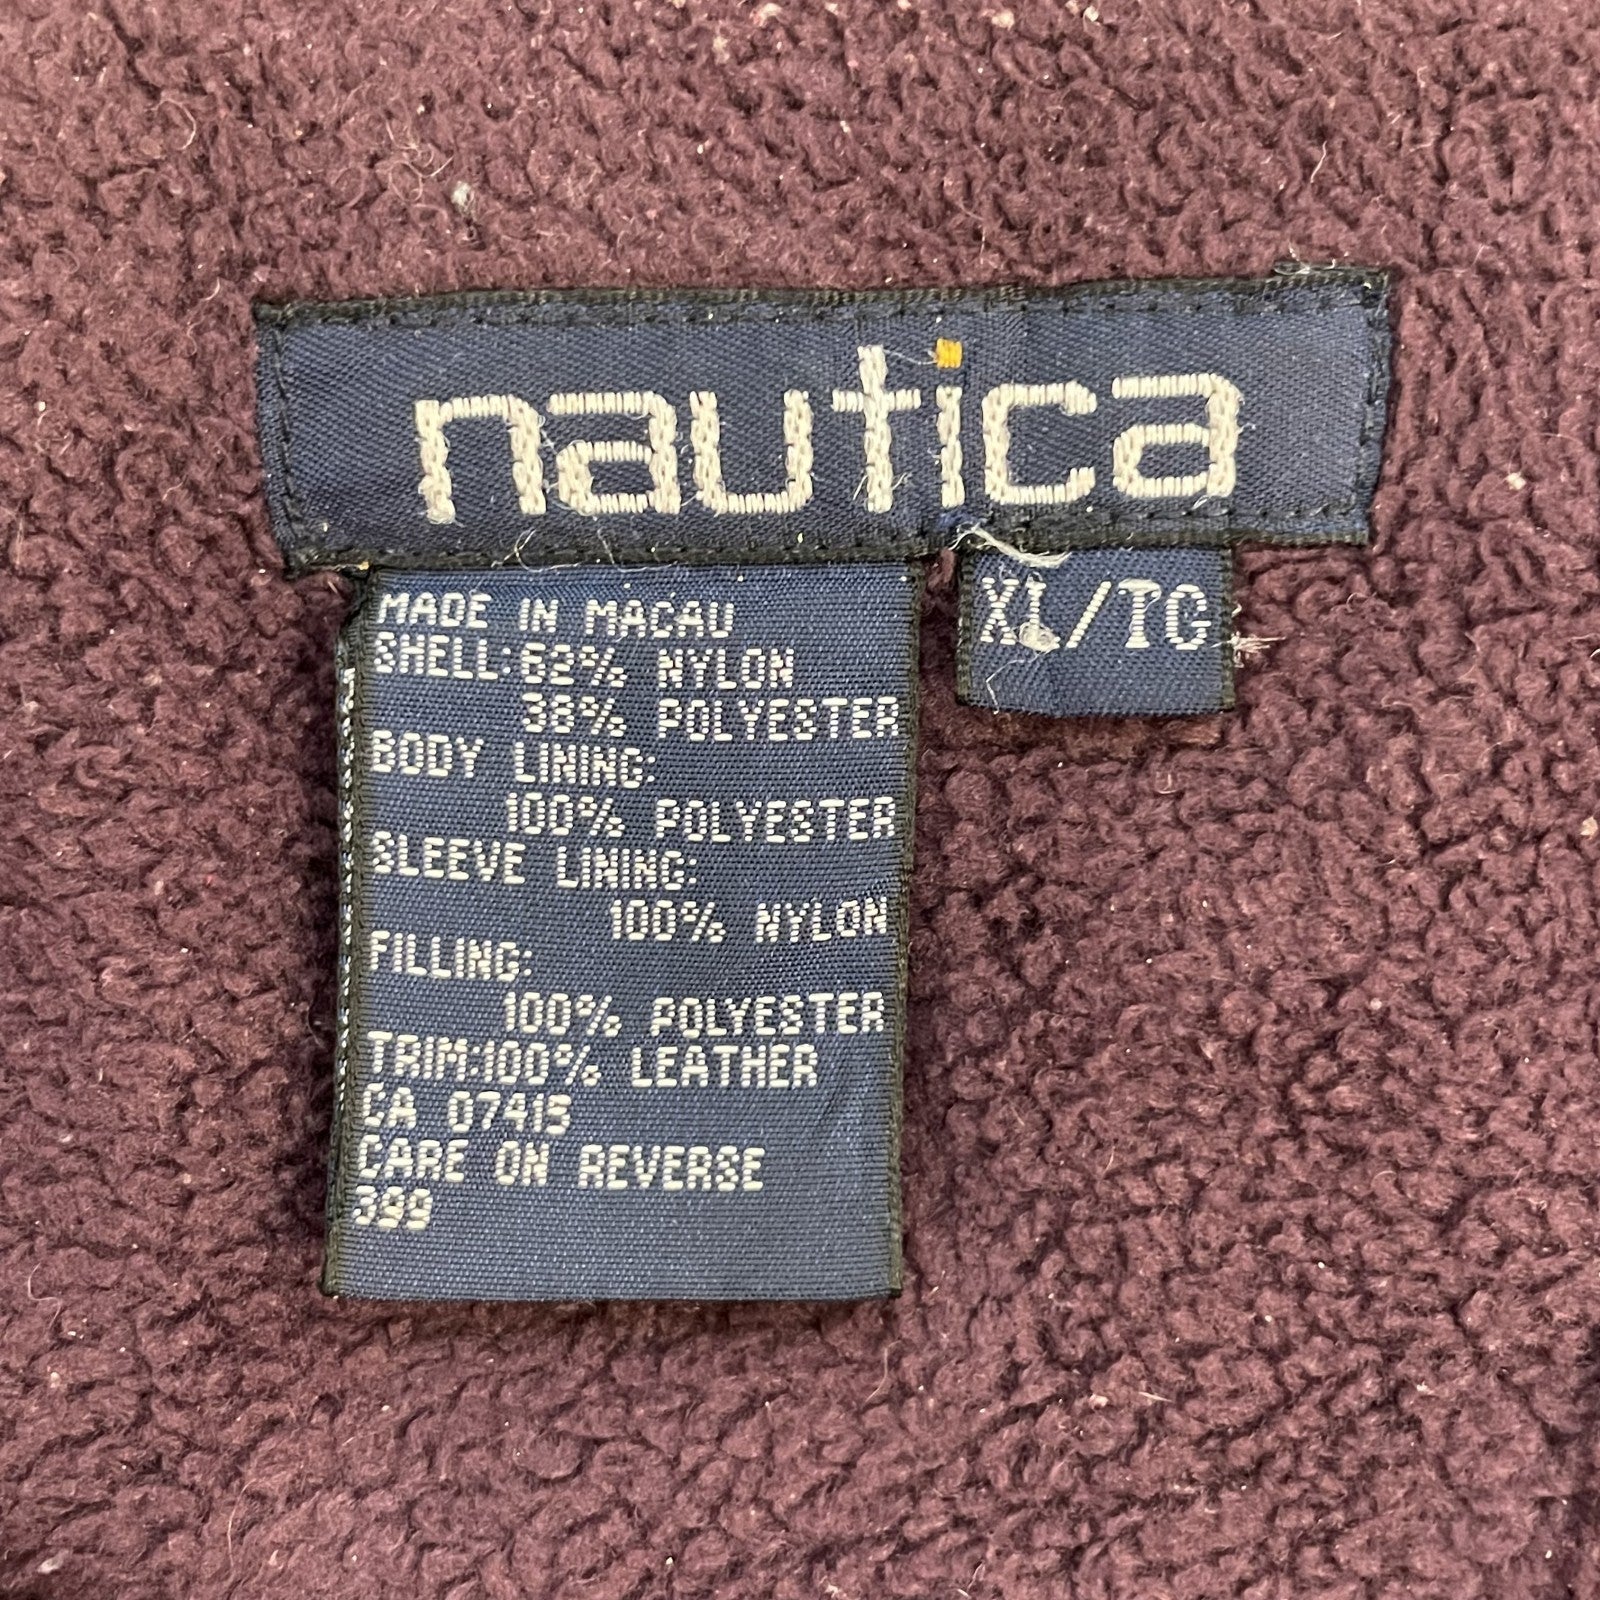 nautica
XL/TG
MADE IN MACAU
SHELL: 62% NYLON
38% POLYESTER
BODY LINING:
100% POLYESTER
SLEEVE LINING:
100% NYLON
FILLING:
100% POLYESTER
TRIM:100% LEATHER
CA 07415
CARE ON REVERSE
399